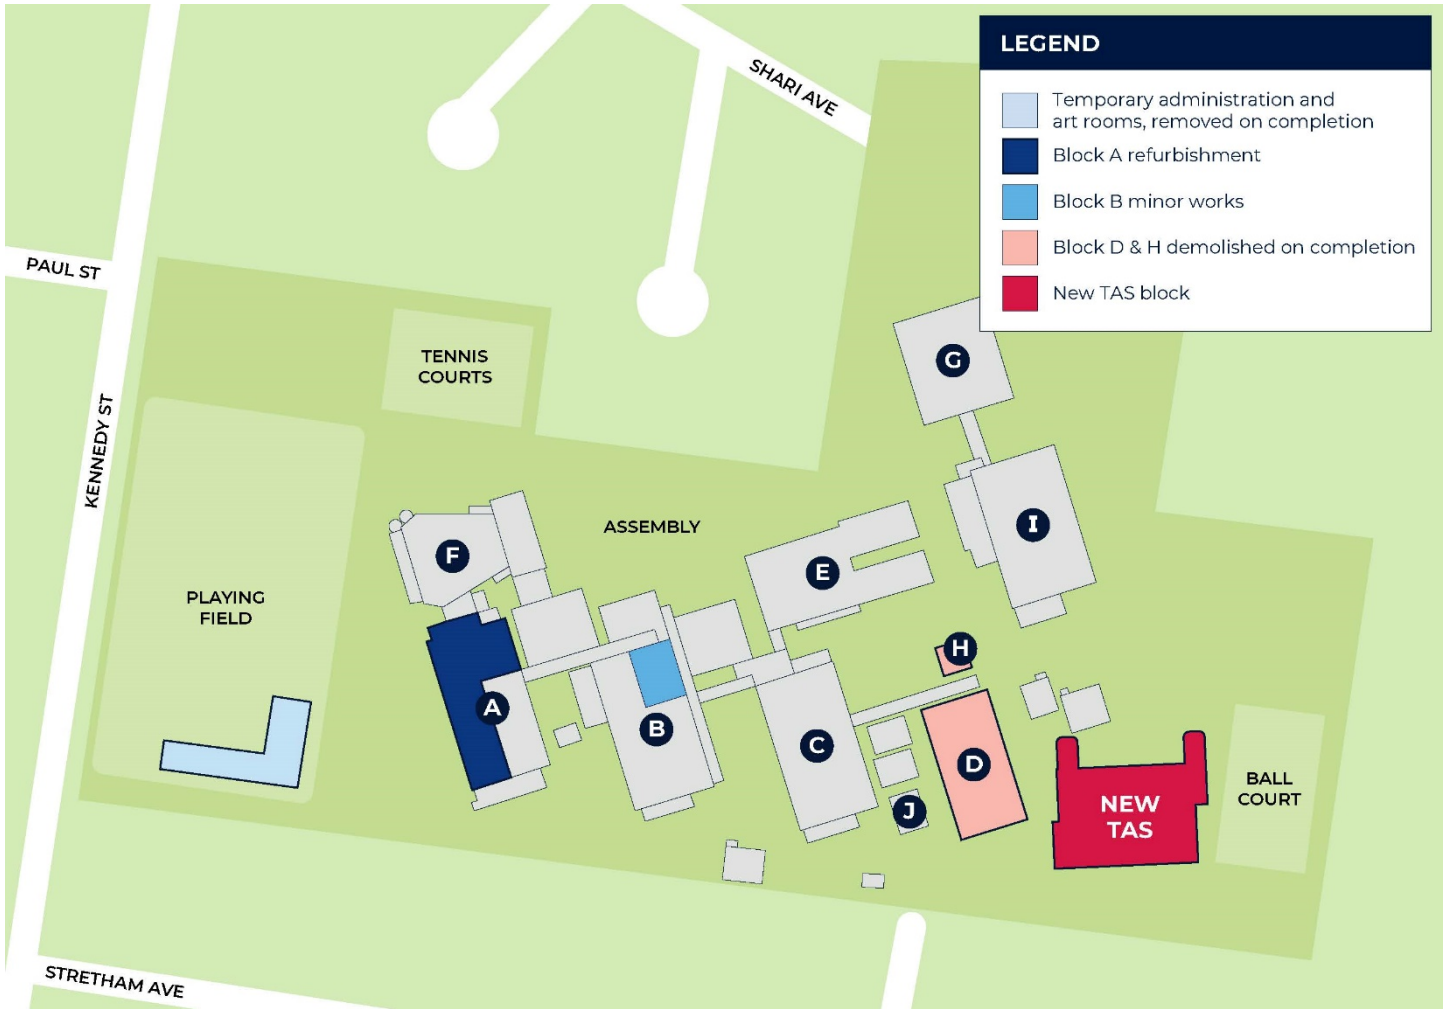 SHARI AVE
LEGEND
Temporary administration and
art rooms, removed on completion
Block A refurbishment
Block B minor works
Block D & H demolished on completion
New TAS block
PAUL ST
KENNEDY ST
TENNIS
COURTS
G
ASSEMBLY
I
F
E
PLAYING
FIELD
H
A
B
C
D
J
NEW
TAS
BALL
COURT
STRETHAM AVE